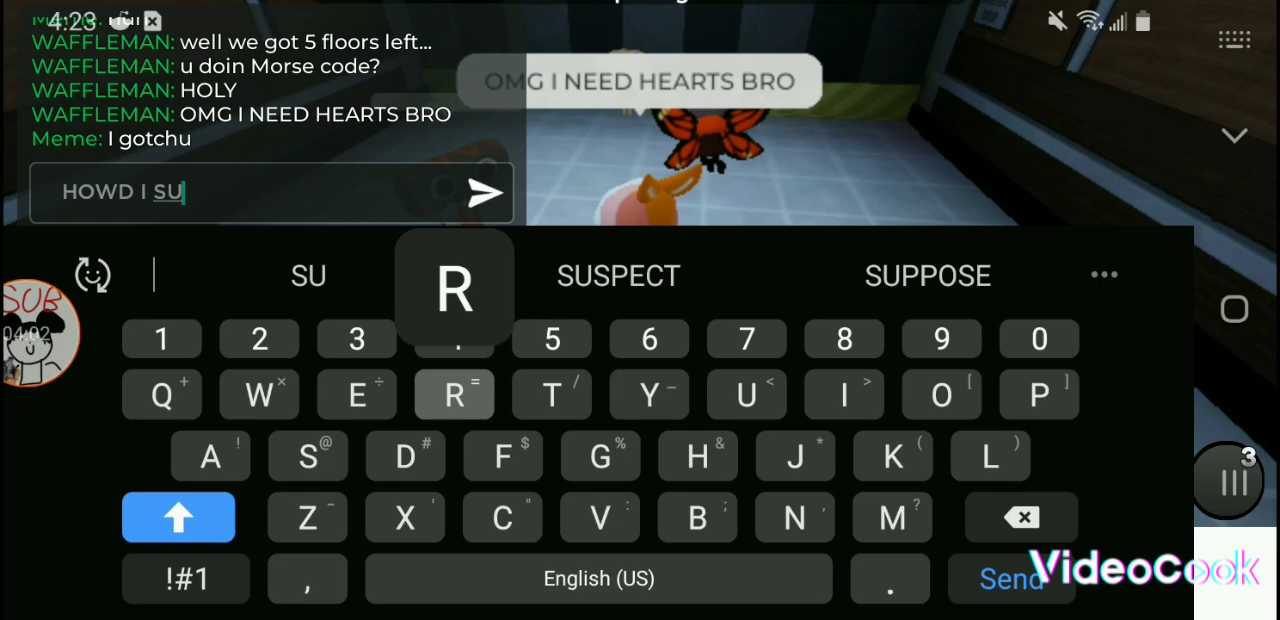 4:23
WAFFLEMAN: well we got 5 floors left...
WAFFLEMAN: u doin Morse code?
WAFFLEMAN: HOLY
WAFFLEMAN: OMG I NEED HEARTS BRO
Meme: I gotchu
OMG I NEED HEARTS BRO
HOWD I SU
SU
R
SUSPECT
SUPPOSE
SUB
04:02
1 2 3 5 6 7 8 9 0
Q + W × E ÷ R = T / Y _ U < I > O [ P ]
A ! S @ D # F $ G % H & J * K ( L )
Z - X ' C " V : B ; N , M ?
!#1 , English (US) . Send
3
VideoCook